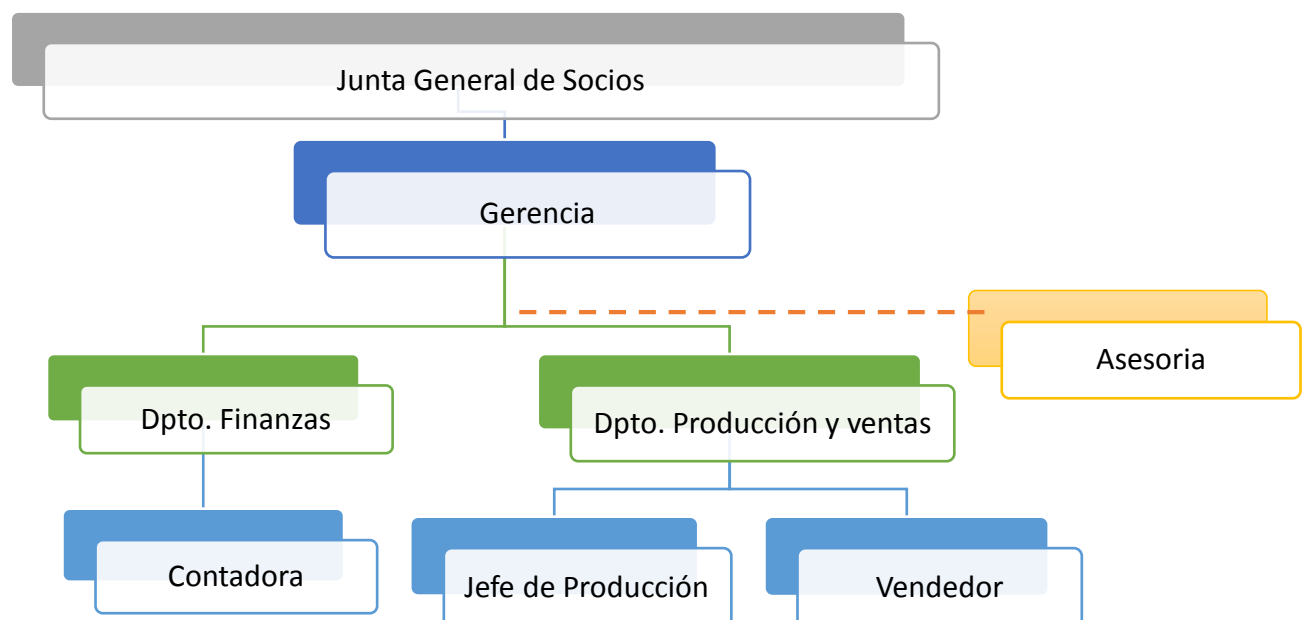 Junta General de Socios
Gerencia
Asesoria
Dpto. Finanzas
Dpto. Producción y ventas
Contadora
Jefe de Producción
Vendedor